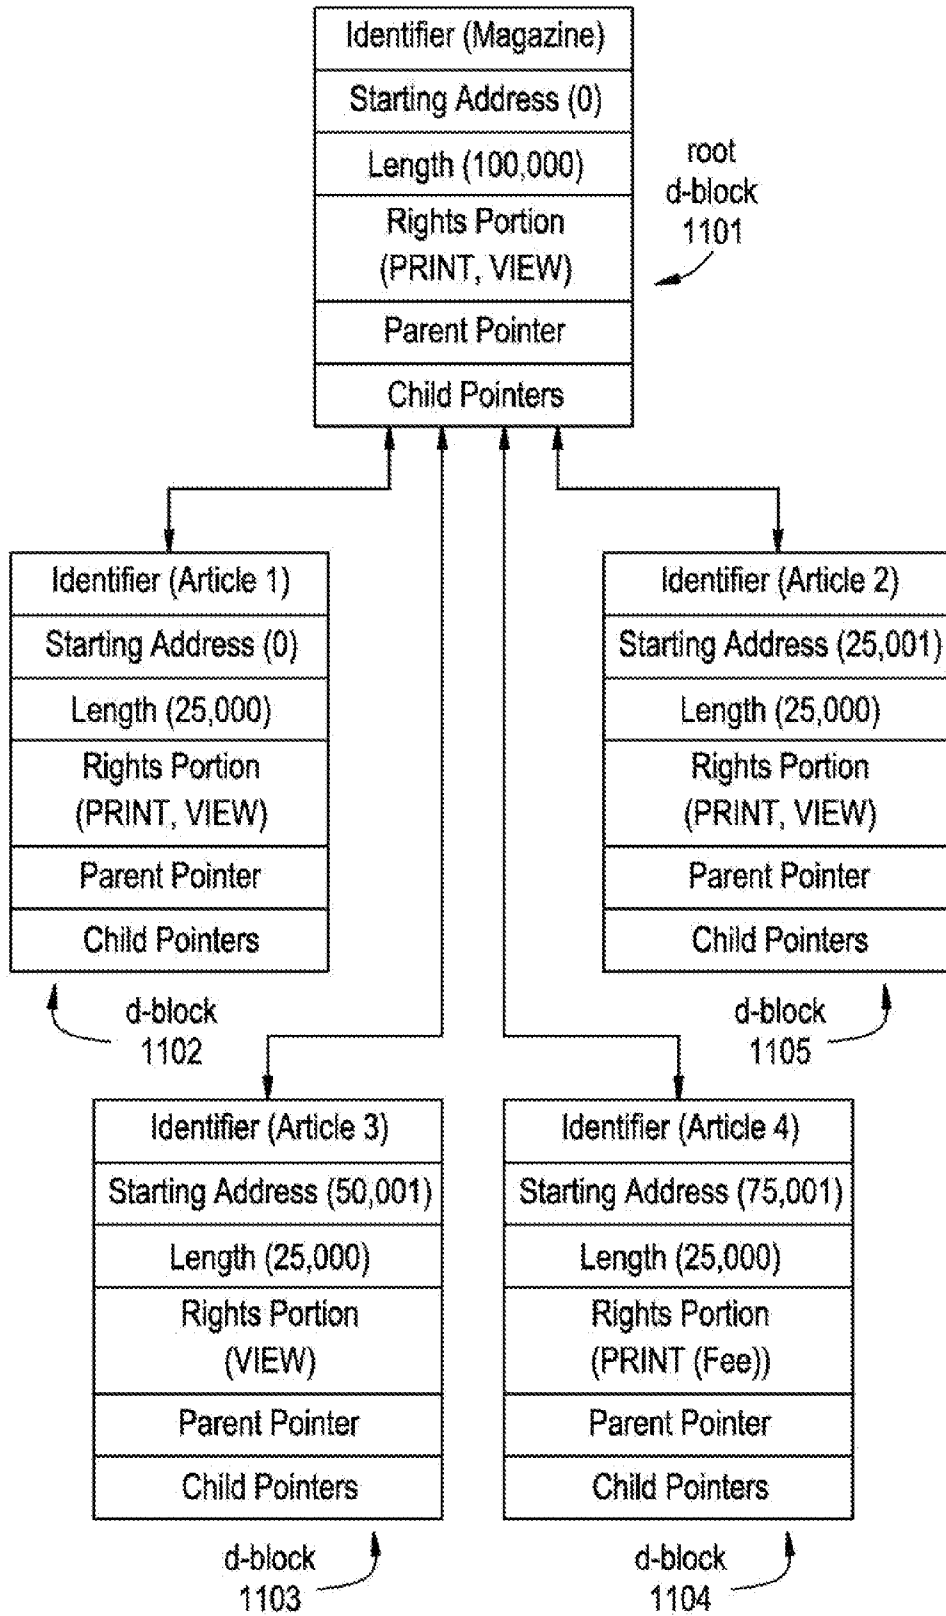 Identifier (Magazine)
Starting Address (0)
Length (100,000)
Rights Portion
(PRINT, VIEW)
Parent Pointer
Child Pointers
root
d-block
1101
Identifier (Article 1)
Starting Address (0)
Length (25,000)
Rights Portion
(PRINT, VIEW)
Parent Pointer
Child Pointers
d-block
1102
Identifier (Article 2)
Starting Address (25,001)
Length (25,000)
Rights Portion
(PRINT, VIEW)
Parent Pointer
Child Pointers
d-block
1105
Identifier (Article 3)
Starting Address (50,001)
Length (25,000)
Rights Portion
(VIEW)
Parent Pointer
Child Pointers
d-block
1103
Identifier (Article 4)
Starting Address (75,001)
Length (25,000)
Rights Portion
(PRINT (Fee))
Parent Pointer
Child Pointers
d-block
1104